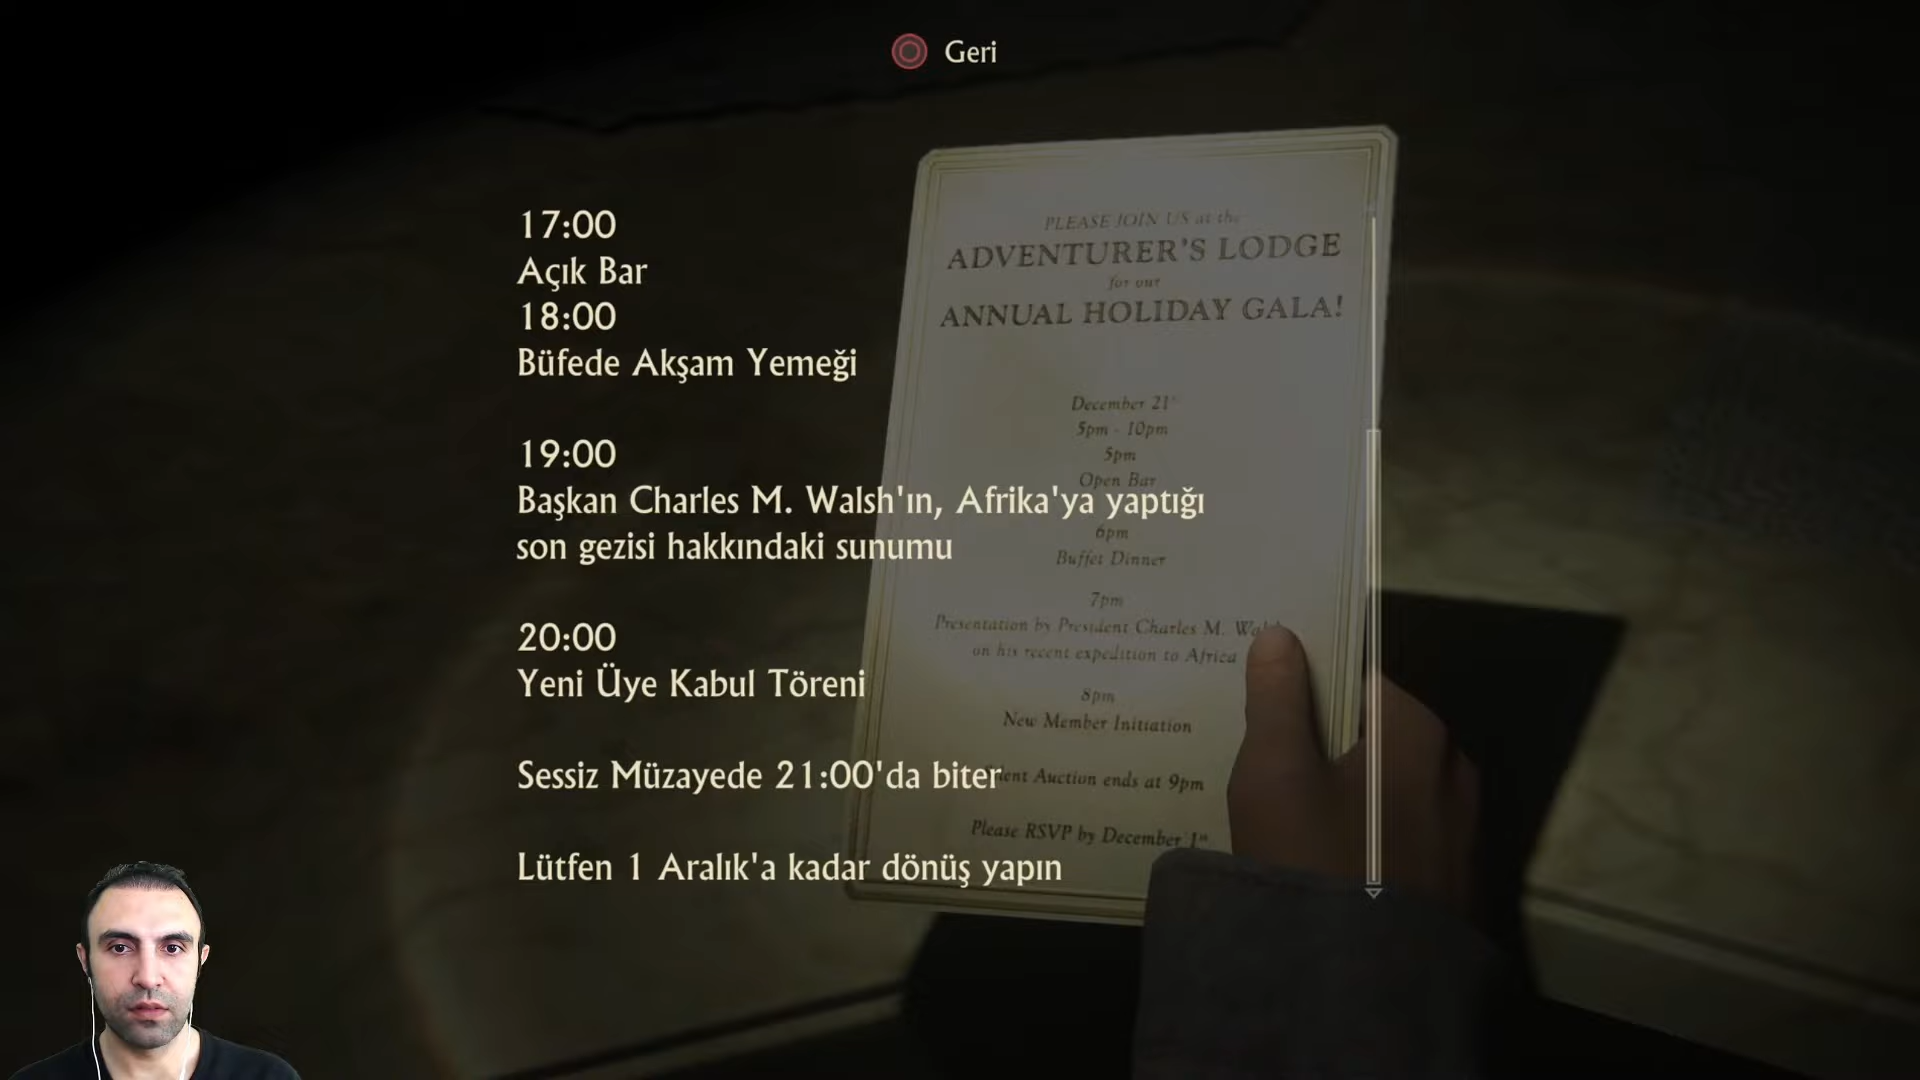 Geri
17:00
Açık Bar
18:00
Büfede Akşam Yemeği
19:00
Başkan Charles M. Walsh'ın, Afrika'ya yaptığı
son gezisi hakkındaki sunumu
20:00
Yeni Üye Kabul Töreni
Sessiz Müzayede 21:00'da biter
Lütfen 1 Aralık'a kadar dönüş yapın
PLEASE JOIN US at the
ADVENTURER'S LODGE
for our
ANNUAL HOLIDAY GALA!
December 21st
5pm - 10pm
5pm
Open Bar
6pm
Buffet Dinner
7pm
Presentation by President Charles M.
on his recent expedition to Africa
8pm
New Member Initiation
Auction ends at 9pm
Please RSVP by December 1st